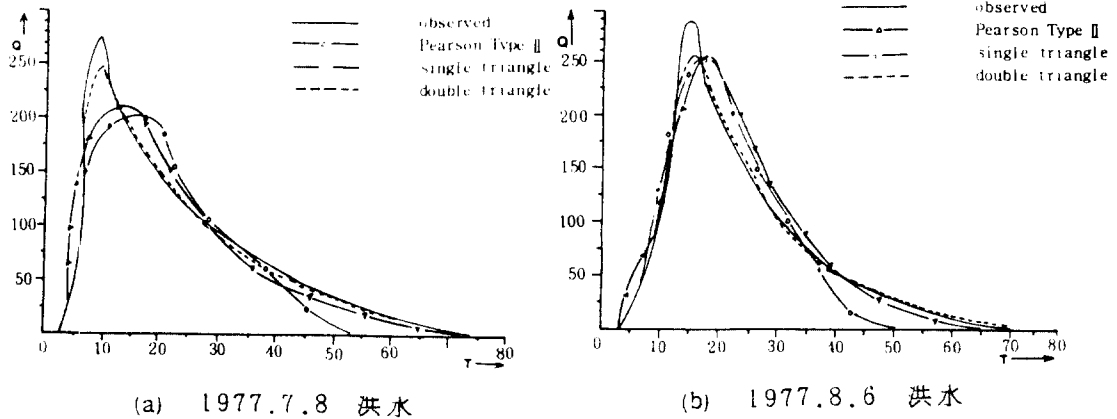 Q
250
200
150
100
50
0 10 20 30 40 50 60 70 80
T
observed
Pearson Type Ⅱ
single triangle
double triangle
(a) 1977.7.8 洪水
Q
250
200
150
100
50
0 10 20 30 40 50 60 70 80
T
observed
Pearson Type Ⅱ
single triangle
double triangle
(b) 1977.8.6 洪水